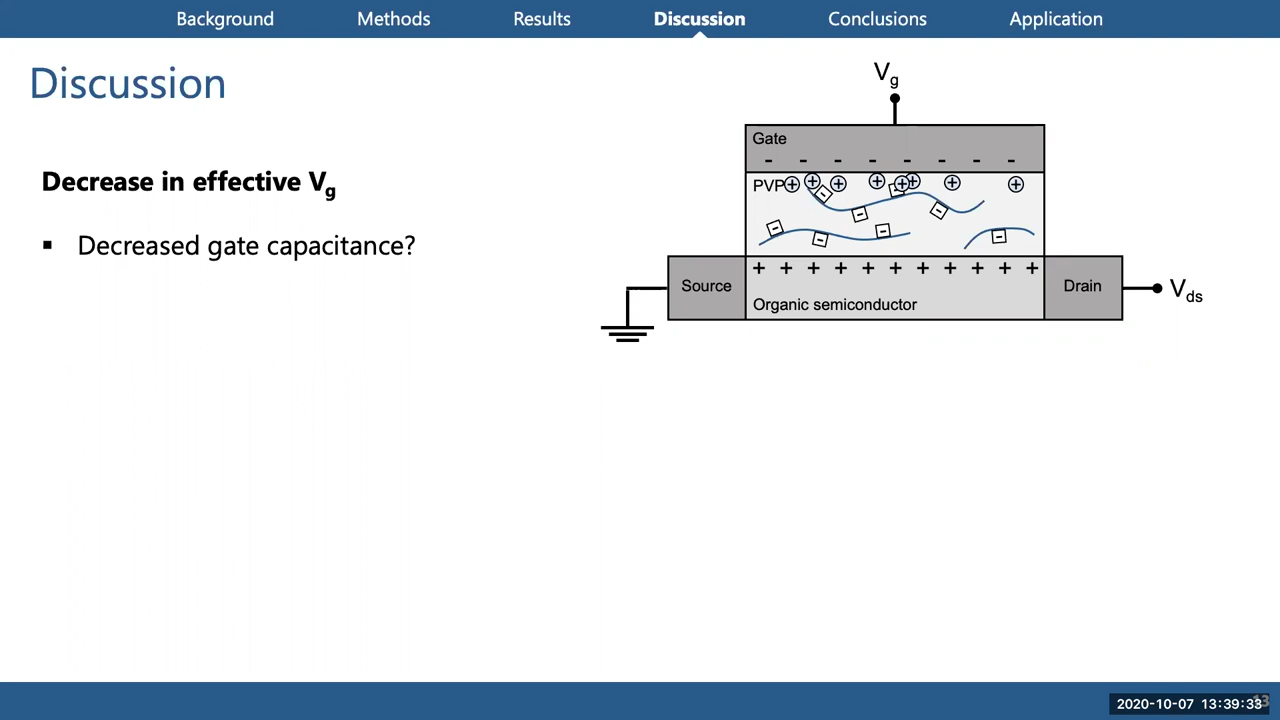 Background Methods Results Discussion Conclusions Application
Discussion
Vg
Gate
- - - - - - - -
Decrease in effective Vg
PVP
▪ Decreased gate capacitance?
+ + + + + + + + + + +
Source
Drain
Vds
Organic semiconductor
2020-10-07 13:39:33
13